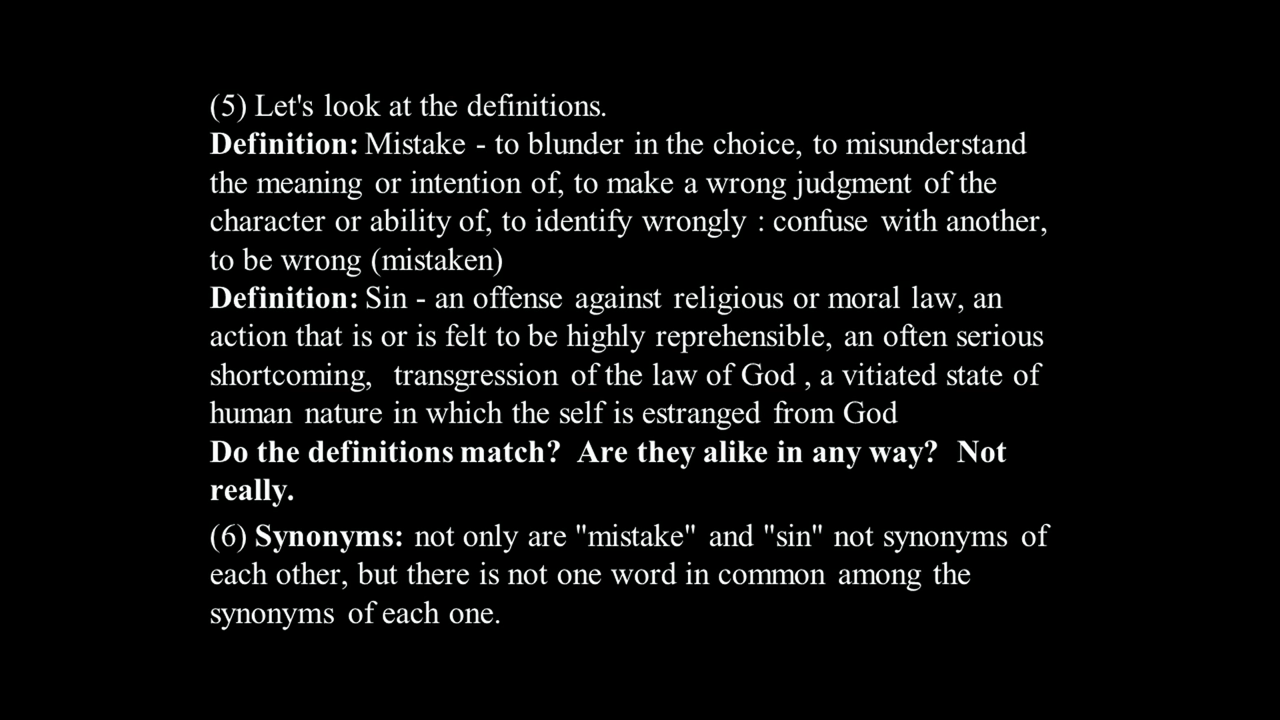 (5) Let's look at the definitions.
Definition: Mistake - to blunder in the choice, to misunderstand
the meaning or intention of, to make a wrong judgment of the
character or ability of, to identify wrongly : confuse with another,
to be wrong (mistaken)
Definition: Sin - an offense against religious or moral law, an
action that is or is felt to be highly reprehensible, an often serious
shortcoming, transgression of the law of God , a vitiated state of
human nature in which the self is estranged from God
Do the definitions match? Are they alike in any way? Not
really.
(6) Synonyms: not only are "mistake" and "sin" not synonyms of
each other, but there is not one word in common among the
synonyms of each one.